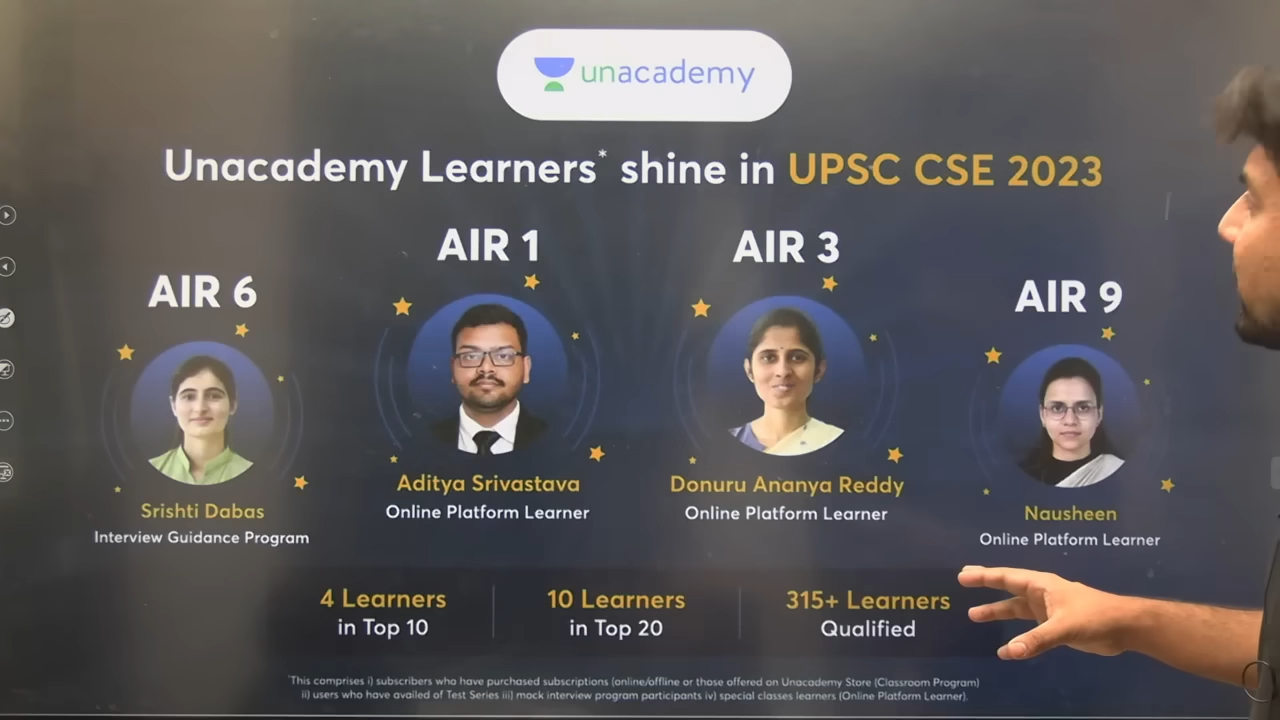 unacademy
Unacademy Learners* shine in UPSC CSE 2023
AIR 6
AIR 1
AIR 3
AIR 9
Srishti Dabas
Interview Guidance Program
Aditya Srivastava
Online Platform Learner
Donuru Ananya Reddy
Online Platform Learner
Nausheen
Online Platform Learner
4 Learners
in Top 10
10 Learners
in Top 20
315+ Learners
Qualified
*This comprises i) subscribers who have purchased subscriptions (online/offline or those offered on Unacademy Store (Classroom Program)
ii) users who have availed of Test Series iii) mock interview program participants iv) special classes learners (Online Platform Learner).